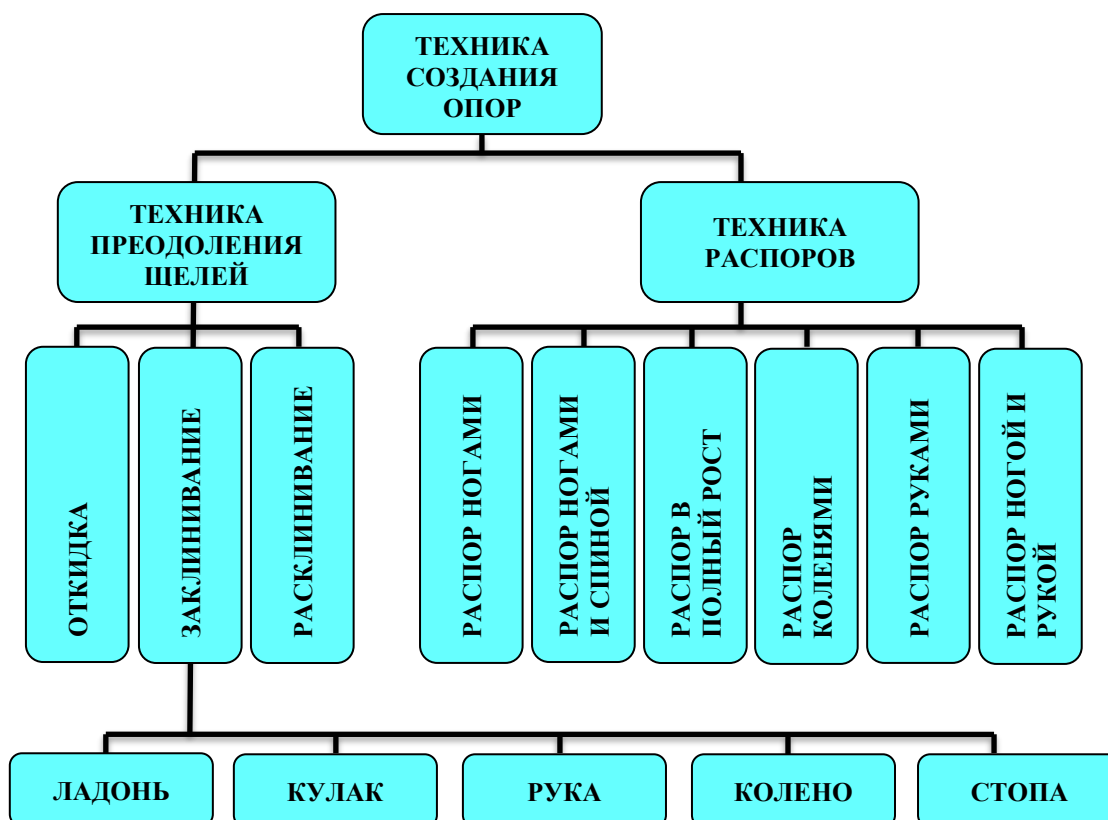 ТЕХНИКА
СОЗДАНИЯ
ОПОР
ТЕХНИКА
ПРЕОДОЛЕНИЯ
ЩЕЛЕЙ
ТЕХНИКА
РАСПОРОВ
ОТКИДКА
ЗАКЛИНИВАНИЕ
РАСКЛИНИВАНИЕ
РАСПОР НОГАМИ
РАСПОР НОГАМИ
И СПИНОЙ
РАСПОР В
ПОЛНЫЙ РОСТ
РАСПОР
КОЛЕНЯМИ
РАСПОР РУКАМИ
РАСПОР НОГОЙ И
РУКОЙ
ЛАДОНЬ
КУЛАК
РУКА
КОЛЕНО
СТОПА